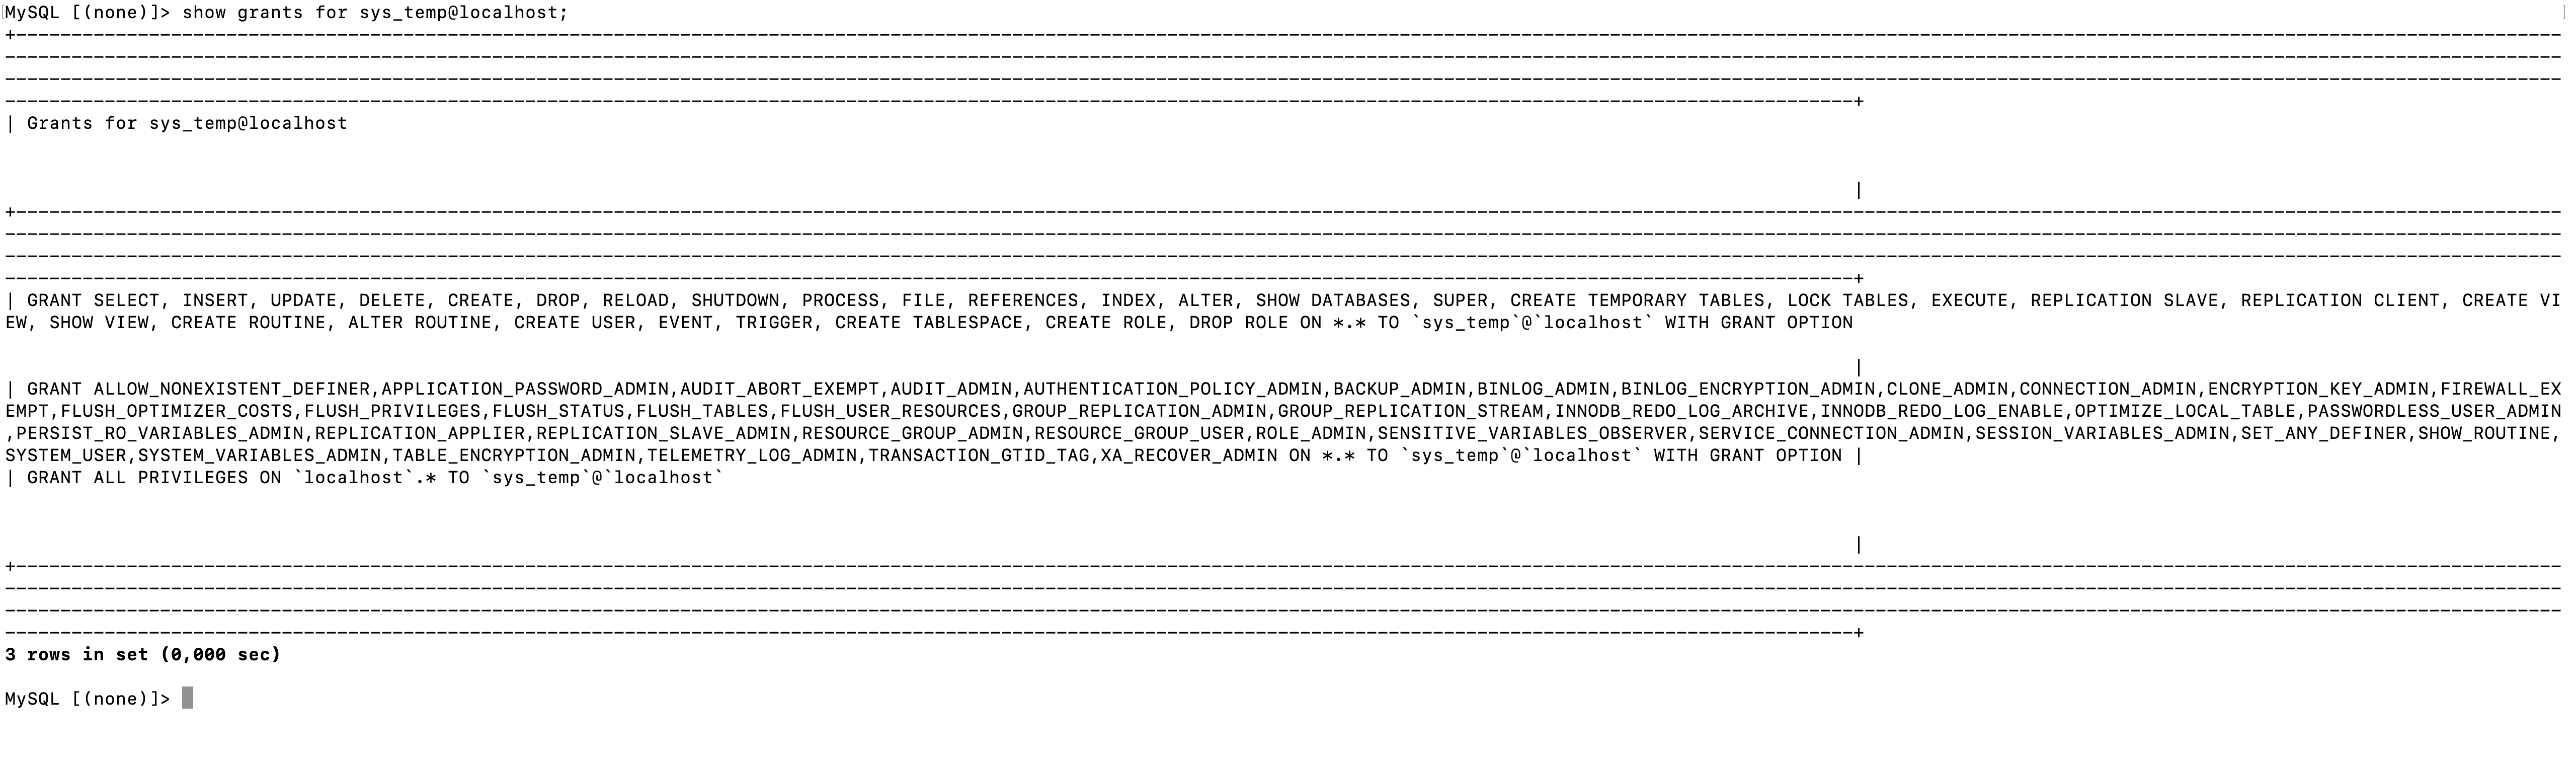 MySQL [(none)]> show grants for sys_temp@localhost;
| Grants for sys_temp@localhost
|
| GRANT SELECT, INSERT, UPDATE, DELETE, CREATE, DROP, RELOAD, SHUTDOWN, PROCESS, FILE, REFERENCES, INDEX, ALTER, SHOW DATABASES, SUPER, CREATE TEMPORARY TABLES, LOCK TABLES, EXECUTE, REPLICATION SLAVE, REPLICATION CLIENT, CREATE VI
EW, SHOW VIEW, CREATE ROUTINE, ALTER ROUTINE, CREATE USER, EVENT, TRIGGER, CREATE TABLESPACE, CREATE ROLE, DROP ROLE ON *.* TO `sys_temp`@`localhost` WITH GRANT OPTION
|
| GRANT ALLOW_NONEXISTENT_DEFINER,APPLICATION_PASSWORD_ADMIN,AUDIT_ABORT_EXEMPT,AUDIT_ADMIN,AUTHENTICATION_POLICY_ADMIN,BACKUP_ADMIN,BINLOG_ADMIN,BINLOG_ENCRYPTION_ADMIN,CLONE_ADMIN,CONNECTION_ADMIN,ENCRYPTION_KEY_ADMIN,FIREWALL_EX
EMPT,FLUSH_OPTIMIZER_COSTS,FLUSH_PRIVILEGES,FLUSH_STATUS,FLUSH_TABLES,FLUSH_USER_RESOURCES,GROUP_REPLICATION_ADMIN,GROUP_REPLICATION_STREAM,INNODB_REDO_LOG_ARCHIVE,INNODB_REDO_LOG_ENABLE,OPTIMIZE_LOCAL_TABLE,PASSWORDLESS_USER_ADMIN
,PERSIST_RO_VARIABLES_ADMIN,REPLICATION_APPLIER,REPLICATION_SLAVE_ADMIN,RESOURCE_GROUP_ADMIN,RESOURCE_GROUP_USER,ROLE_ADMIN,SENSITIVE_VARIABLES_OBSERVER,SERVICE_CONNECTION_ADMIN,SESSION_VARIABLES_ADMIN,SET_ANY_DEFINER,SHOW_ROUTINE,
SYSTEM_USER,SYSTEM_VARIABLES_ADMIN,TABLE_ENCRYPTION_ADMIN,TELEMETRY_LOG_ADMIN,TRANSACTION_GTID_TAG,XA_RECOVER_ADMIN ON *.* TO `sys_temp`@`localhost` WITH GRANT OPTION |
| GRANT ALL PRIVILEGES ON `localhost`.* TO `sys_temp`@`localhost`
|
3 rows in set (0,000 sec)
MySQL [(none)]>